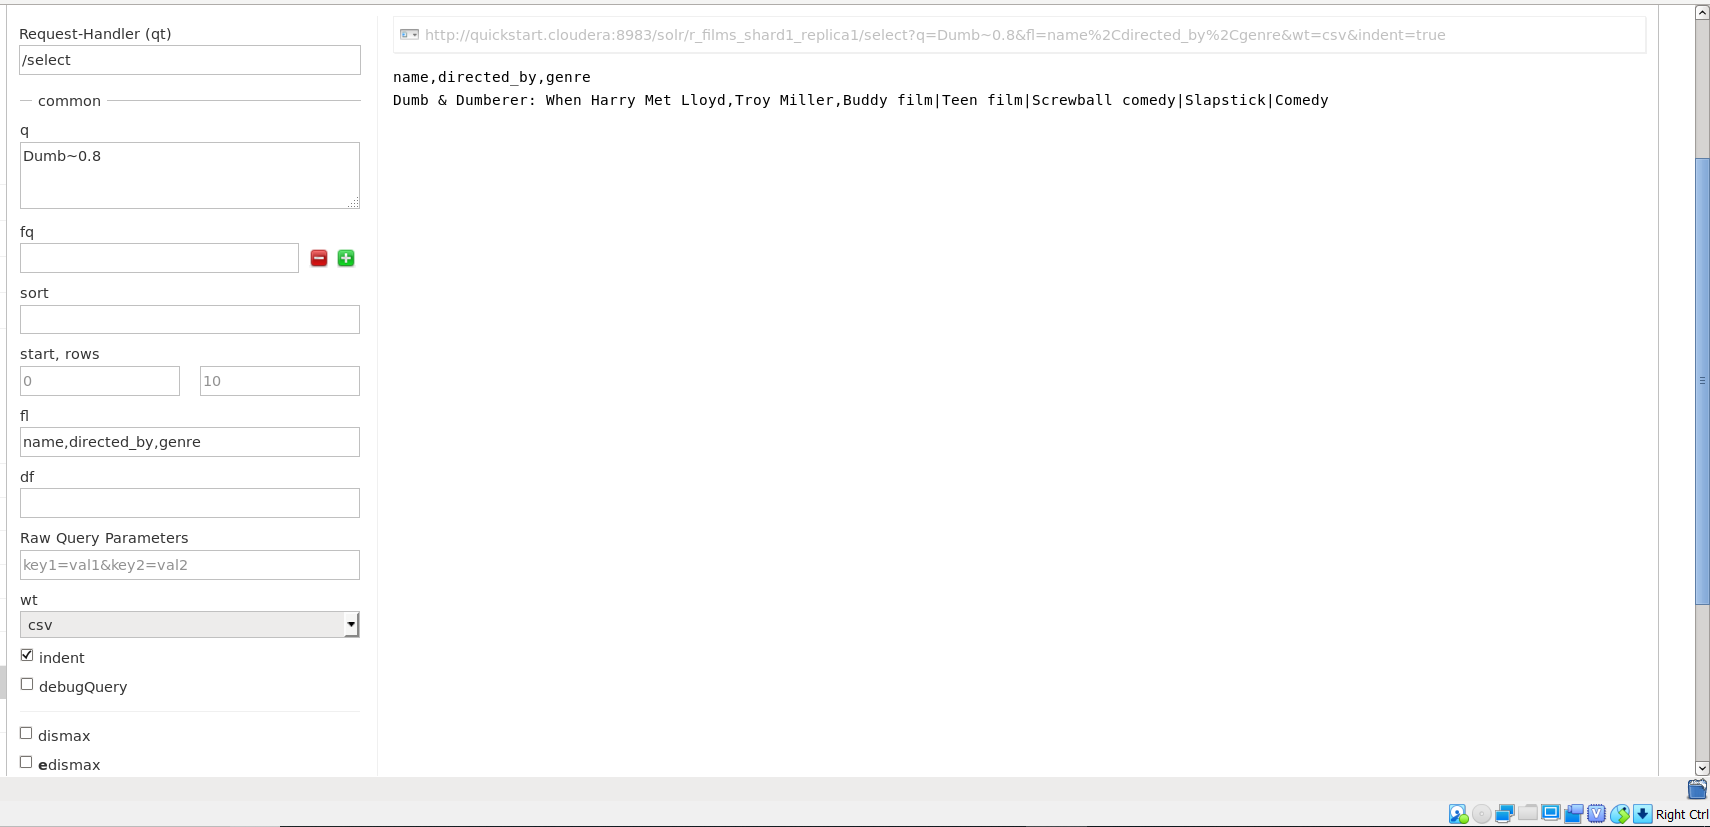 Request-Handler (qt)
/select
common
q
Dumb~0.8
fq
sort
start, rows
0 10
fl
name,directed_by,genre
df
Raw Query Parameters
key1=val1&key2=val2
wt
csv
indent
debugQuery
dismax
edismax
http://quickstart.cloudera:8983/solr/r_films_shard1_replica1/select?q=Dumb~0.8&fl=name%2Cdirected_by%2Cgenre&wt=csv&indent=true
name,directed_by,genre
Dumb & Dumberer: When Harry Met Lloyd,Troy Miller,Buddy film|Teen film|Screwball comedy|Slapstick|Comedy
Right Ctrl